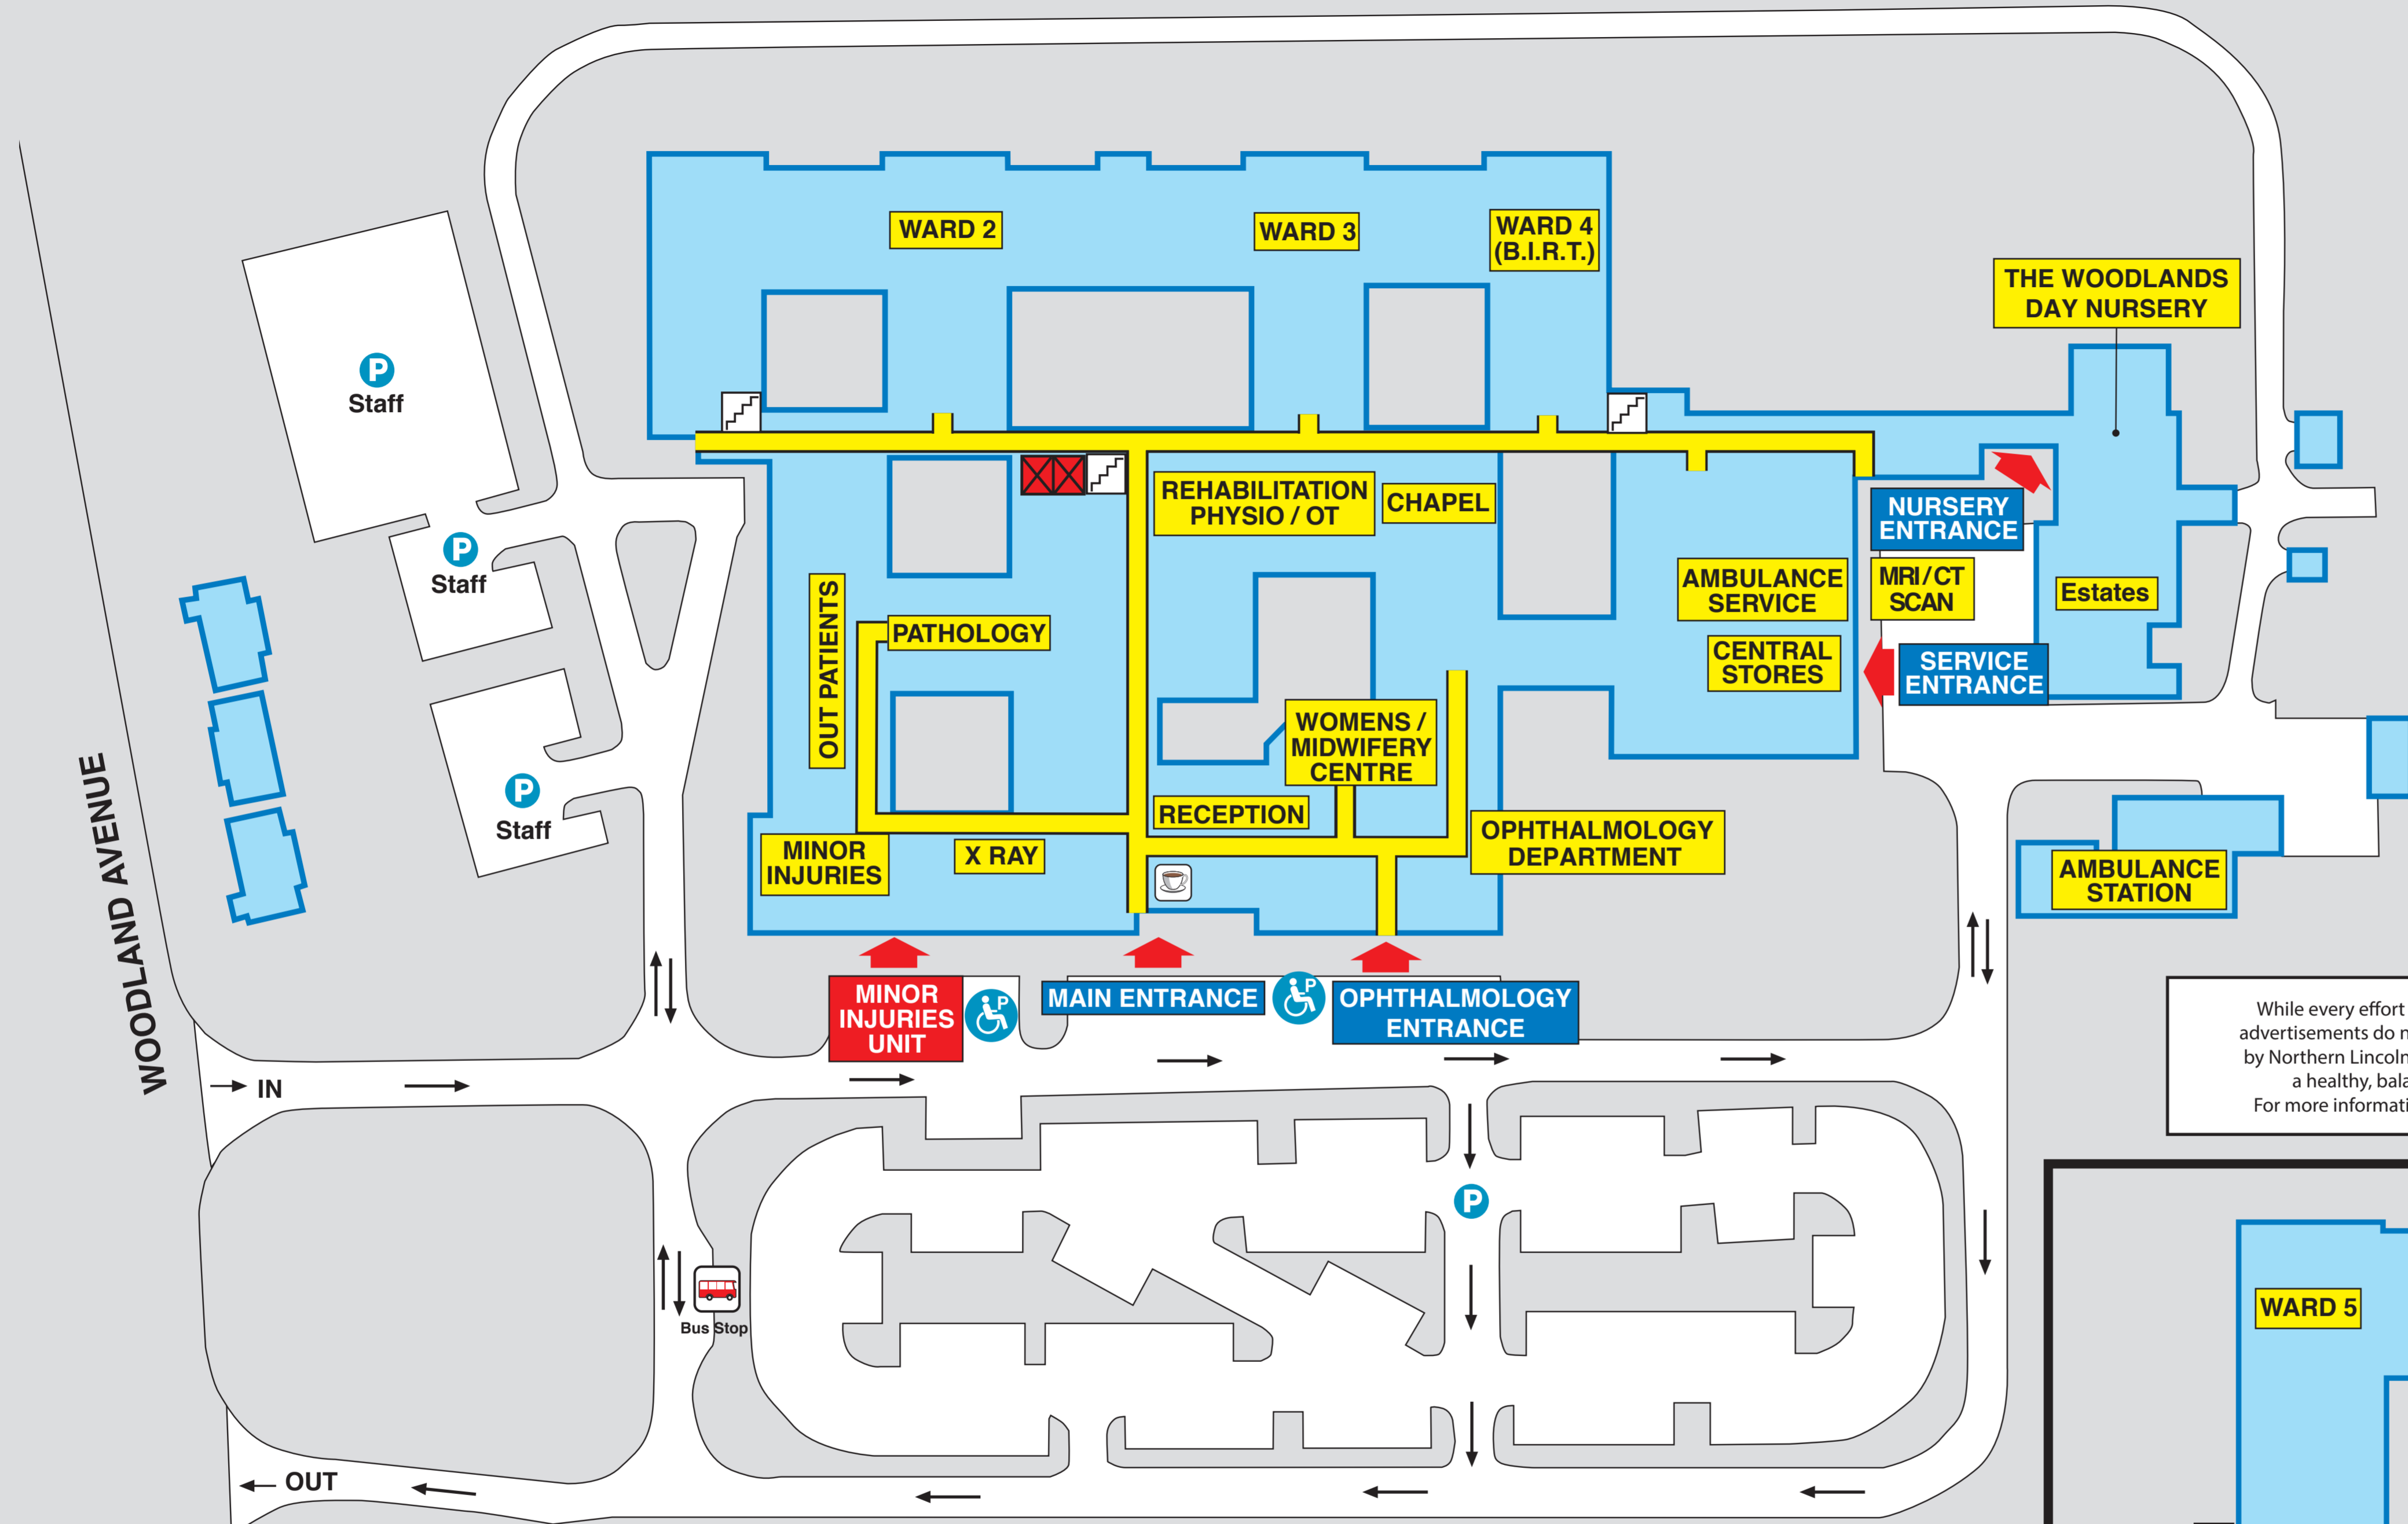 WARD 2
WARD 3
WARD 4
(B.I.R.T.)
THE WOODLANDS
DAY NURSERY
P
Staff
P
Staff
P
Staff
REHABILITATION
PHYSIO / OT
CHAPEL
NURSERY
ENTRANCE
OUT PATIENTS
PATHOLOGY
AMBULANCE
SERVICE
MRI / CT
SCAN
Estates
CENTRAL
STORES
SERVICE
ENTRANCE
WOMENS /
MIDWIFERY
CENTRE
RECEPTION
OPHTHALMOLOGY
DEPARTMENT
MINOR
INJURIES
X RAY
AMBULANCE
STATION
WOODLAND AVENUE
MINOR
INJURIES
UNIT
P
MAIN ENTRANCE
P
OPHTHALMOLOGY
ENTRANCE
While every effort
advertisements do n
by Northern Lincoln
a healthy, bala
For more informati
IN
P
Bus Stop
WARD 5
OUT